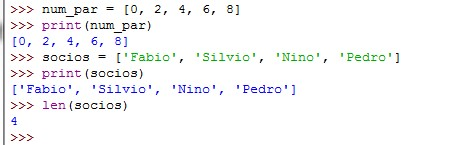 >>> num_par = [0, 2, 4, 6, 8]
>>> print(num_par)
[0, 2, 4, 6, 8]
>>> socios = ['Fabio', 'Silvio', 'Nino', 'Pedro']
>>> print(socios)
['Fabio', 'Silvio', 'Nino', 'Pedro']
>>> len(socios)
4
>>>